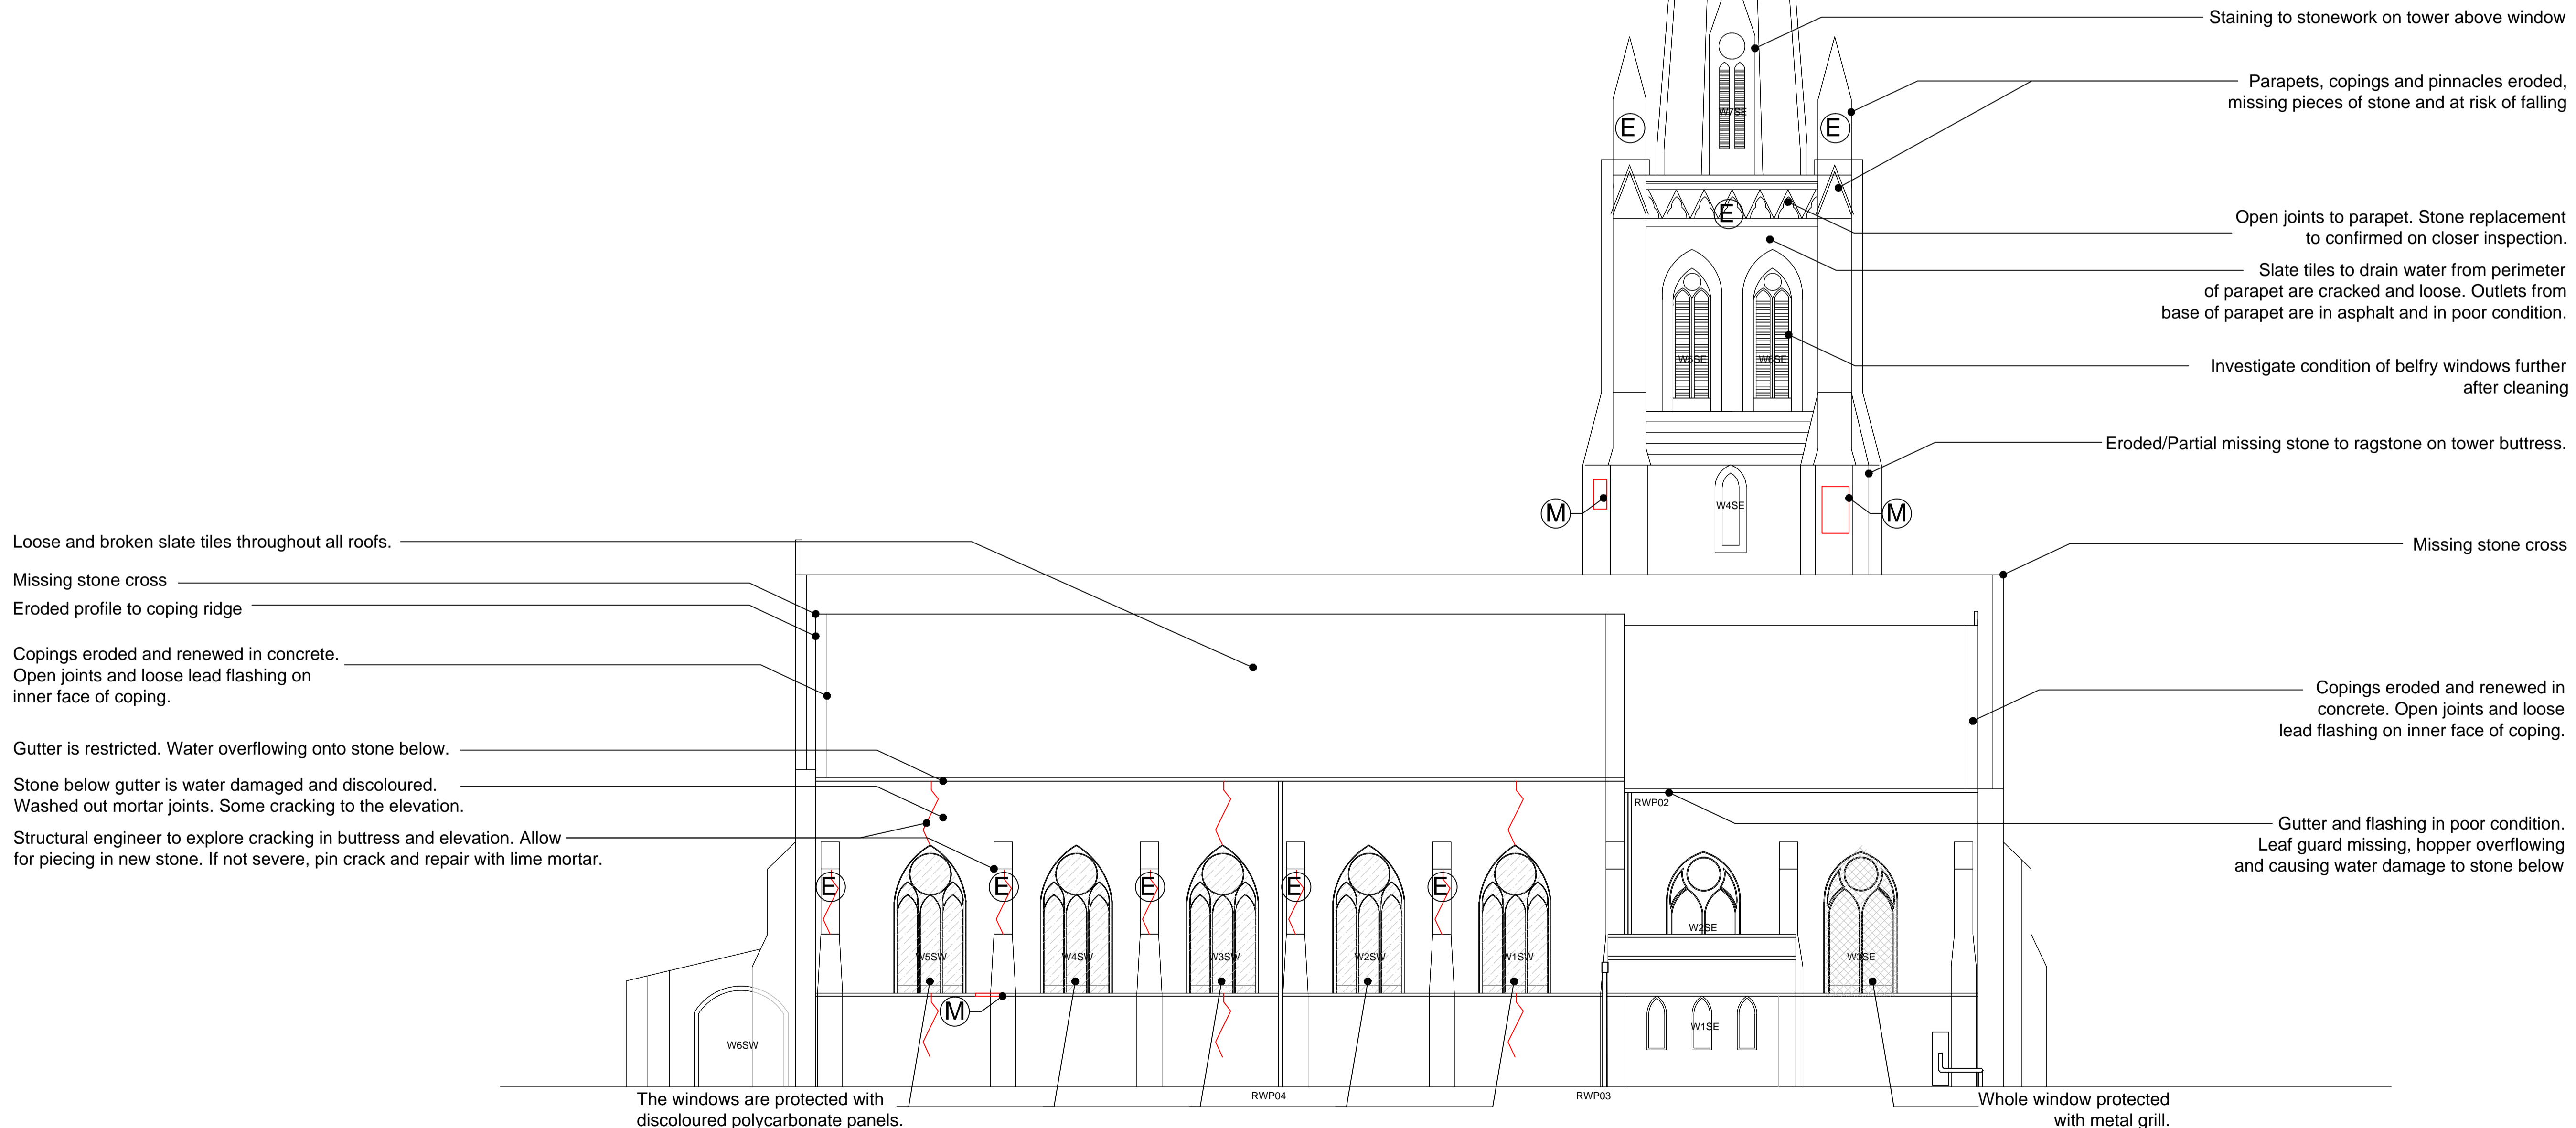 Staining to stonework on tower above window
Parapets, copings and pinnacles eroded,
missing pieces of stone and at risk of falling
W7SE
E
E
E
Open joints to parapet. Stone replacement
to confirmed on closer inspection.
Slate tiles to drain water from perimeter
of parapet are cracked and loose. Outlets from
base of parapet are in asphalt and in poor condition.
W5SE
W6SE
Investigate condition of belfry windows further
after cleaning
Eroded/Partial missing stone to ragstone on tower buttress.
M
W4SE
M
Loose and broken slate tiles throughout all roofs.
Missing stone cross
Missing stone cross
Eroded profile to coping ridge
Copings eroded and renewed in concrete.
Open joints and loose lead flashing on
inner face of coping.
Copings eroded and renewed in
concrete. Open joints and loose
lead flashing on inner face of coping.
Gutter is restricted. Water overflowing onto stone below.
Stone below gutter is water damaged and discoloured.
Washed out mortar joints. Some cracking to the elevation.
RWP02
Structural engineer to explore cracking in buttress and elevation. Allow
for piecing in new stone. If not severe, pin crack and repair with lime mortar.
Gutter and flashing in poor condition.
Leaf guard missing, hopper overflowing
and causing water damage to stone below
E
E
E
E
E
W2SE
W5SW
W4SW
W3SW
W2SW
W1SW
W3SE
M
W1SE
W6SW
The windows are protected with
discoloured polycarbonate panels.
RWP04
RWP03
Whole window protected
with metal grill.